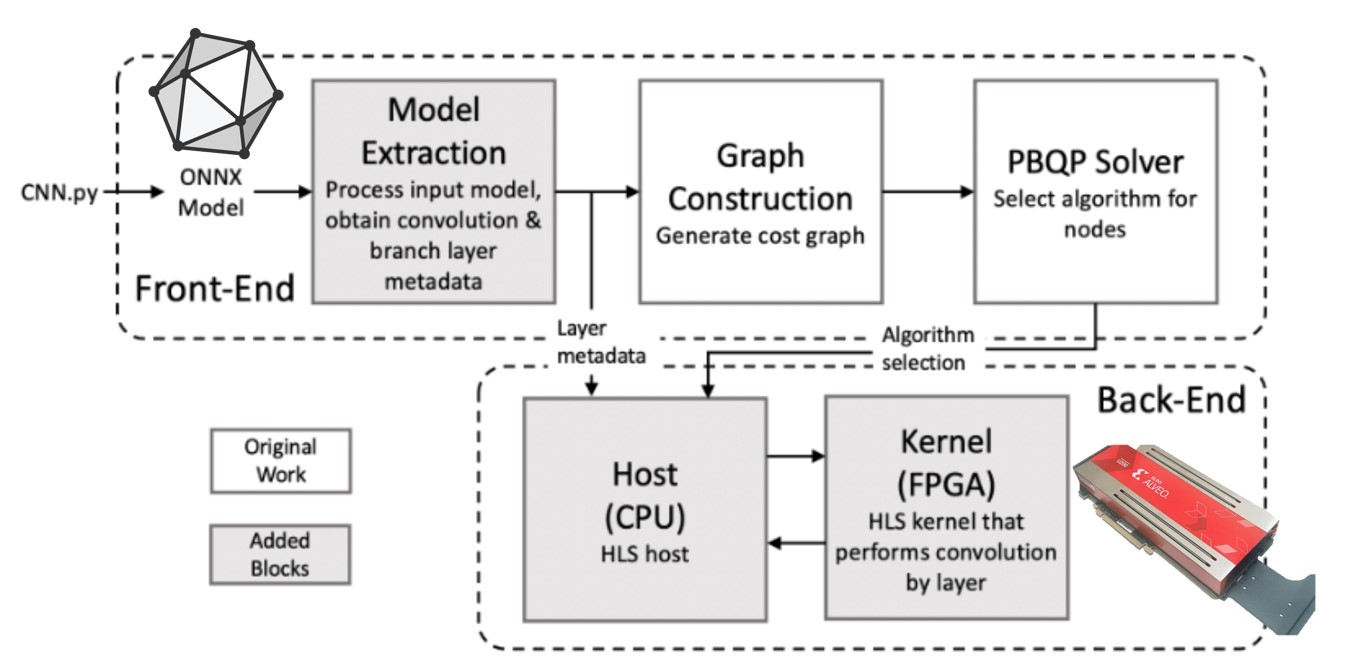 CNN.py
ONNX
Model
Front-End
Model
Extraction
Process input model,
obtain convolution &
branch layer
metadata
Graph
Construction
Generate cost graph
PBQP Solver
Select algorithm for
nodes
Layer
metadata
Algorithm
selection
Back-End
Host
(CPU)
HLS host
Kernel
(FPGA)
HLS kernel that
performs convolution
by layer
ALVEO
Original
Work
Added
Blocks